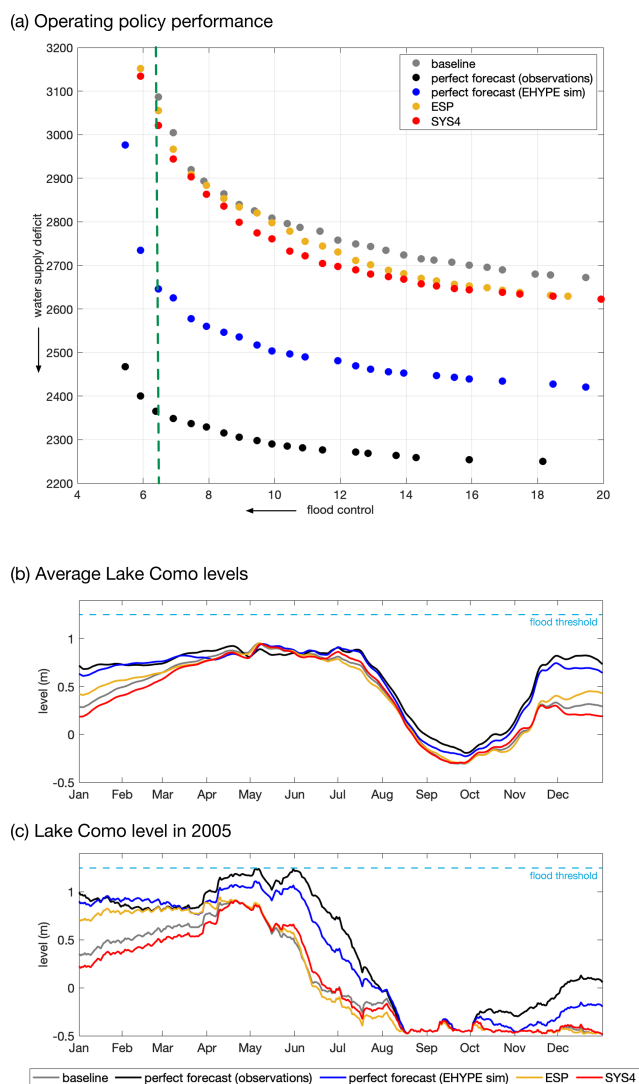 (a) Operating policy performance
3200
3100
3000
2900
2800
2700
2600
2500
2400
2300
2200
water supply deficit
baseline
perfect forecast (observations)
perfect forecast (EHYPE sim)
ESP
SYS4
4 6 8 10 12 14 16 18 20
flood control
(b) Average Lake Como levels
flood threshold
1
0.5
0
-0.5
level (m)
Jan Feb Mar Apr May Jun Jul Aug Sep Oct Nov Dec
(c) Lake Como level in 2005
flood threshold
1
0.5
0
-0.5
level (m)
Jan Feb Mar Apr May Jun Jul Aug Sep Oct Nov Dec
baseline perfect forecast (observations) perfect forecast (EHYPE sim) ESP SYS4